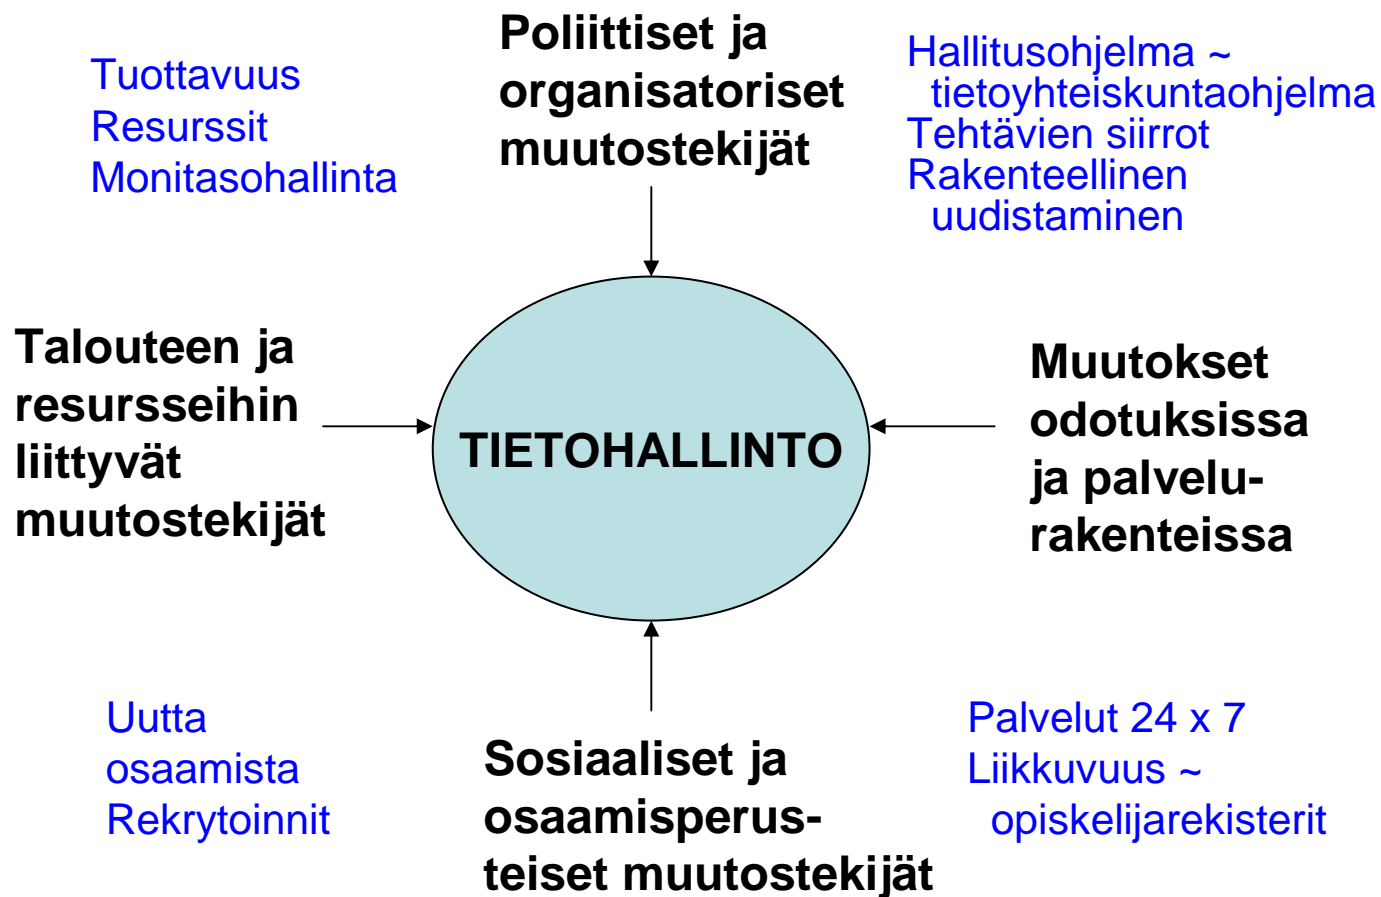 Poliittiset ja
organisatoriset
muutostekijät
Tuottavuus
Resurssit
Monitasohallinta
Hallitusohjelma ~
tietoyhteiskuntaohjelma
Tehtävien siirrot
Rakenteellinen
uudistaminen
Talouteen ja
resursseihin
liittyvät
muutostekijät
TIETOHALLINTO
Muutokset
odotuksissa
ja palvelu-
rakenteissa
Uutta
osaamista
Rekrytoinnit
Sosiaaliset ja
osaamisperus-
teiset muutostekijät
Palvelut 24 x 7
Liikkuvuus ~
opiskelijarekisterit